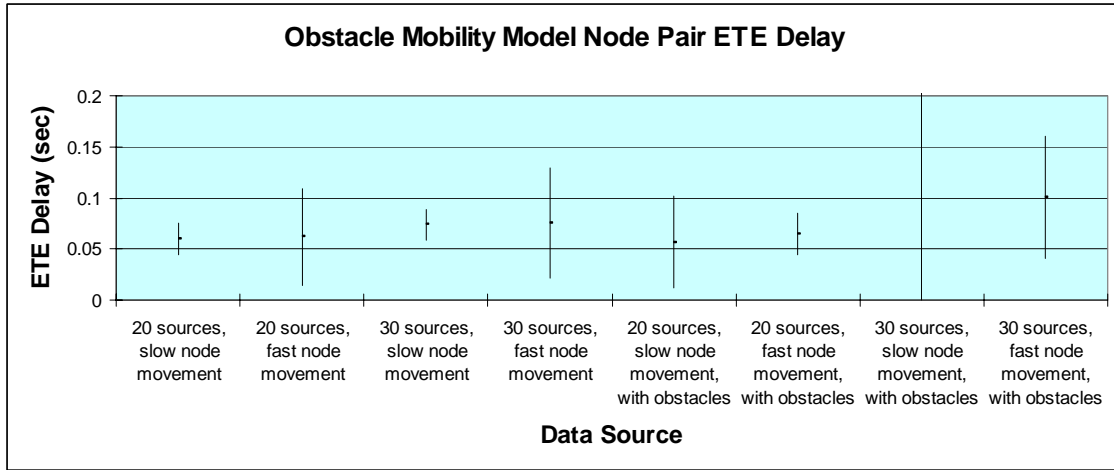 Obstacle Mobility Model Node Pair ETE Delay
ETE Delay (sec)
0.2
0.15
0.1
0.05
0
20 sources,
slow node
movement
20 sources,
fast node
movement
30 sources,
slow node
movement
30 sources,
fast node
movement
20 sources,
slow node
movement,
with obstacles
20 sources,
fast node
movement,
with obstacles
30 sources,
slow node
movement,
with obstacles
30 sources,
fast node
movement,
with obstacles
Data Source